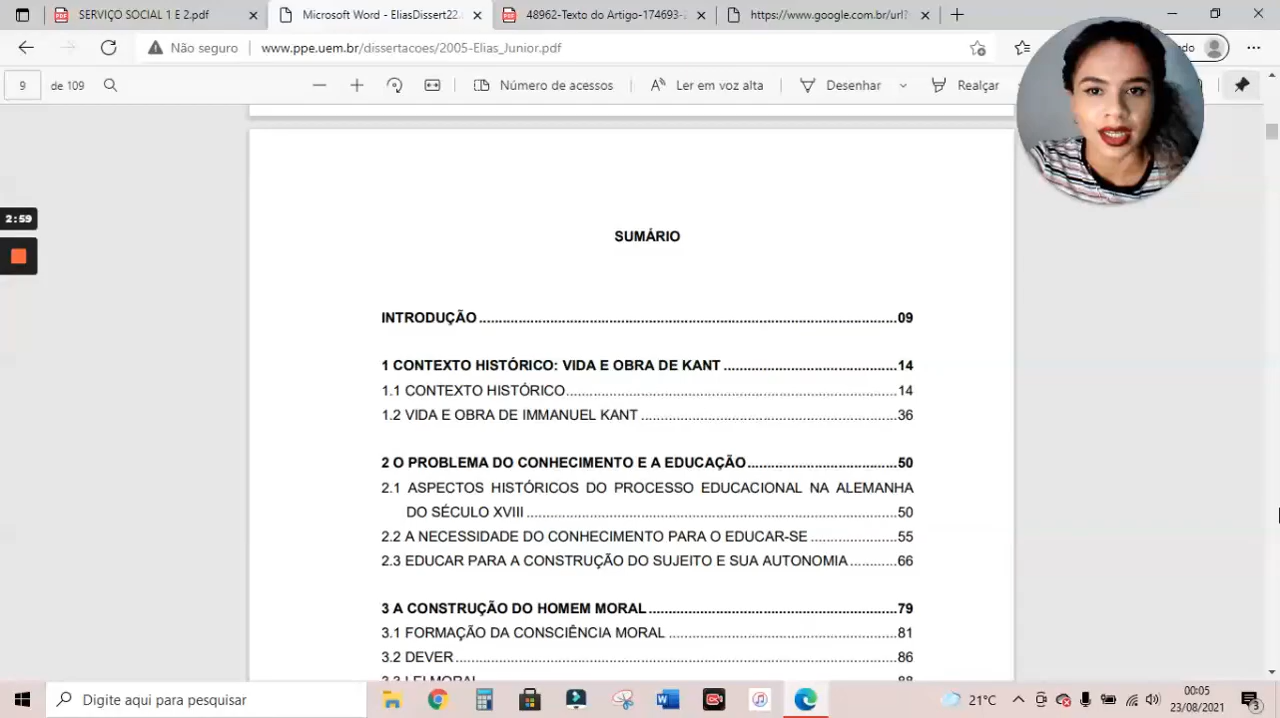 SERVIÇO SOCIAL 1 E 2.pdf
Microsoft Word - EliasDissert22
48962-Texto do Artigo-174693-
https://www.google.com.br/url?
Não seguro
www.ppe.uem.br/dissertacoes/2005-Elias_Junior.pdf
9 de 109
Número de acessos
Ler em voz alta
Desenhar
Realçar
2:59
SUMÁRIO
INTRODUÇÃO ........................................ 09
1 CONTEXTO HISTÓRICO: VIDA E OBRA DE KANT ........................................ 14
1.1 CONTEXTO HISTÓRICO ........................................ 14
1.2 VIDA E OBRA DE IMMANUEL KANT ........................................ 36
2 O PROBLEMA DO CONHECIMENTO E A EDUCAÇÃO ........................................ 50
2.1 ASPECTOS HISTÓRICOS DO PROCESSO EDUCACIONAL NA ALEMANHA
DO SÉCULO XVIII ........................................ 50
2.2 A NECESSIDADE DO CONHECIMENTO PARA O EDUCAR-SE .................... 55
2.3 EDUCAR PARA A CONSTRUÇÃO DO SUJEITO E SUA AUTONOMIA ............ 66
3 A CONSTRUÇÃO DO HOMEM MORAL ........................................ 79
3.1 FORMAÇÃO DA CONSCIÊNCIA MORAL ........................................ 81
3.2 DEVER ........................................ 86
3.3 LEI MORAL ........................................ 88
Digite aqui para pesquisar
21°C
00:05
23/08/2021
3